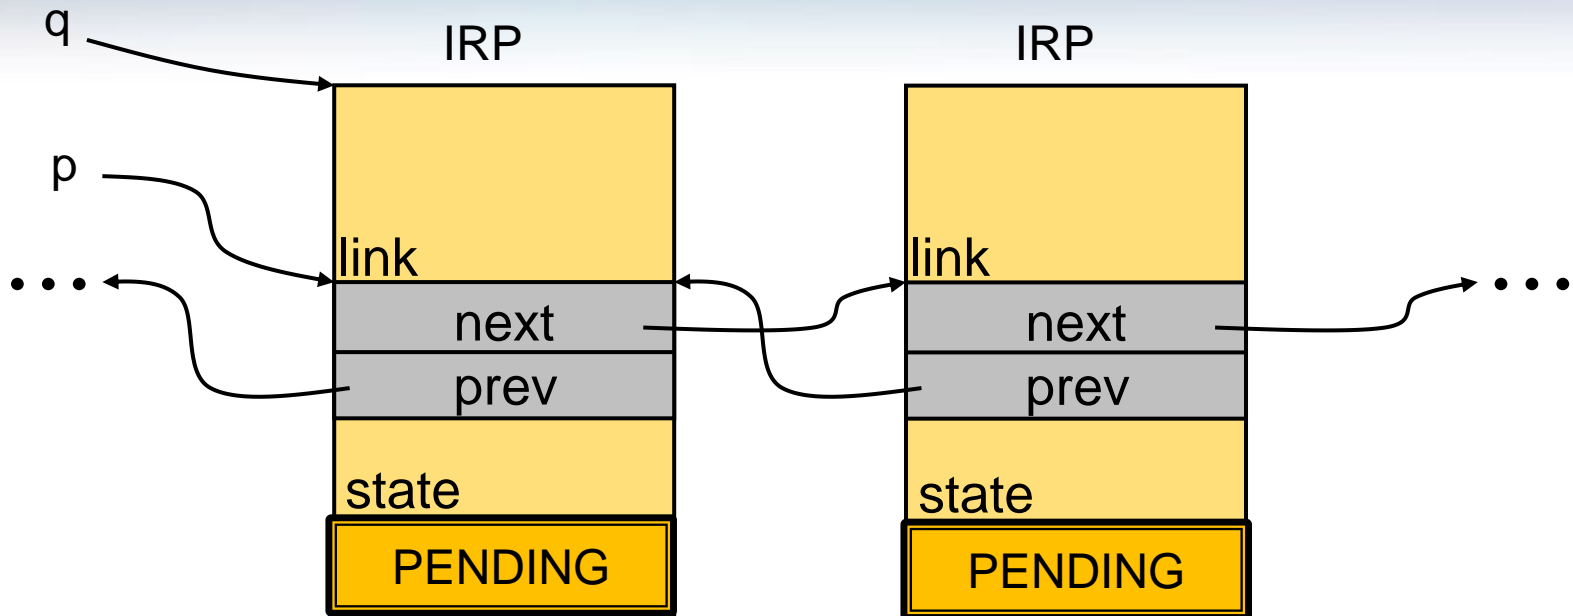 q
IRP
IRP
p
link
link
• • •
• • •
next
next
prev
prev
state
state
PENDING
PENDING